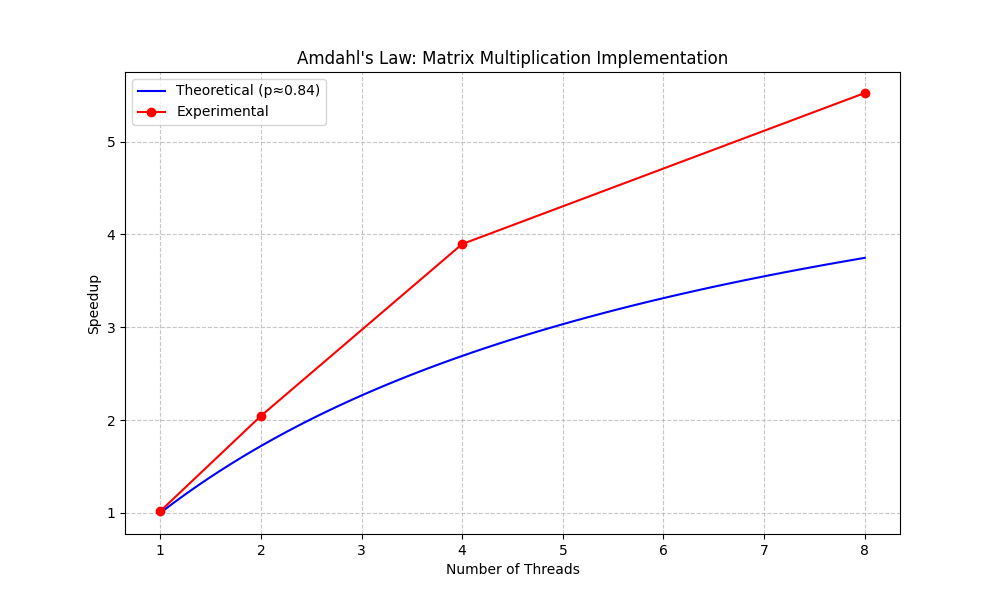 Amdahl's Law: Matrix Multiplication Implementation
Theoretical (p≈0.84)
Experimental
Speedup
5
4
3
2
1
1 2 3 4 5 6 7 8
Number of Threads